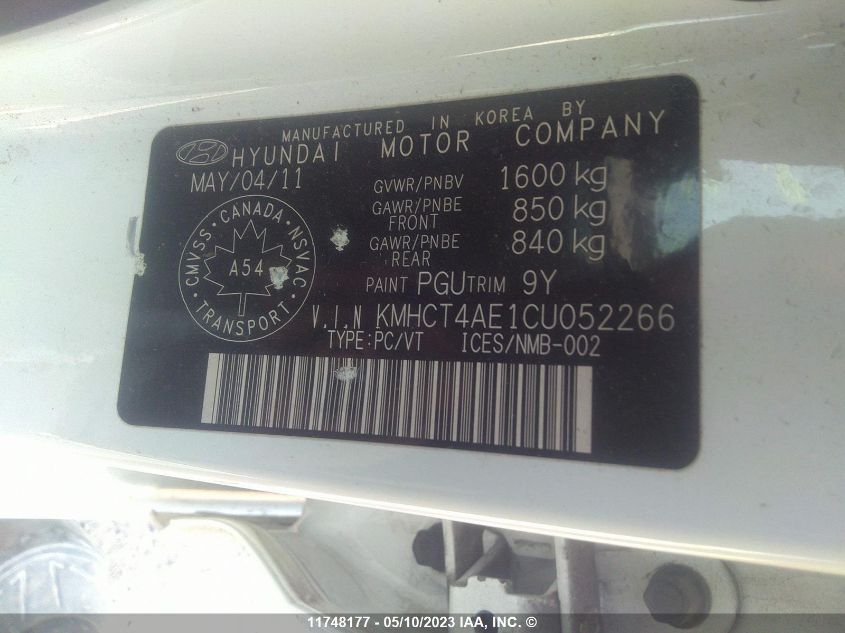 MANUFACTURED IN KOREA BY
HYUNDAI MOTOR COMPANY
MAY/04/11
GVWR/PNBV 1600 kg
GAWR/PNBE FRONT 850 kg
GAWR/PNBE REAR 840 kg
CMVSS • CANADA • NSVAC
A54
TRANSPORT
PAINT PGU TRIM 9Y
V.I.N KMHCT4AE1CU052266
TYPE:PC/VT ICES/NMB-002
11748177 - 05/10/2023 IAA, INC. ©